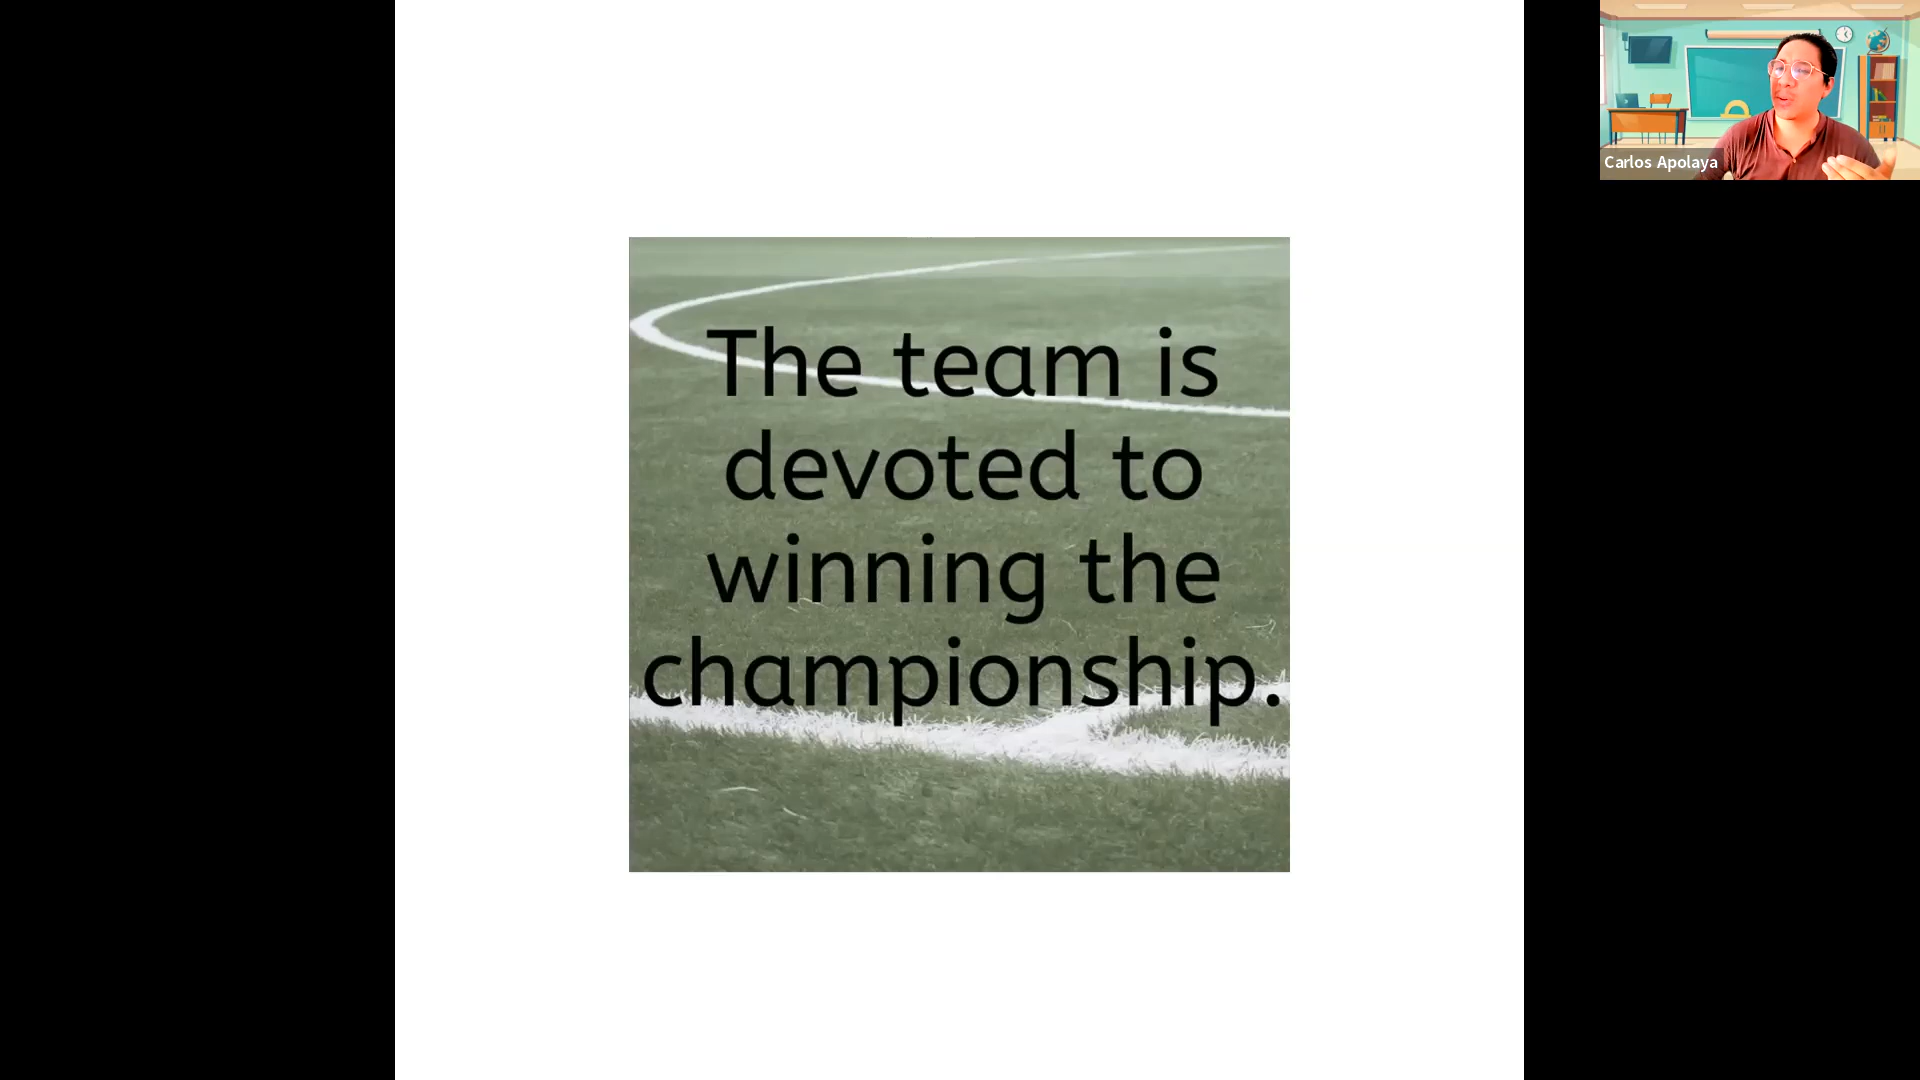 The team is
devoted to
winning the
championship.
Carlos Apolaya